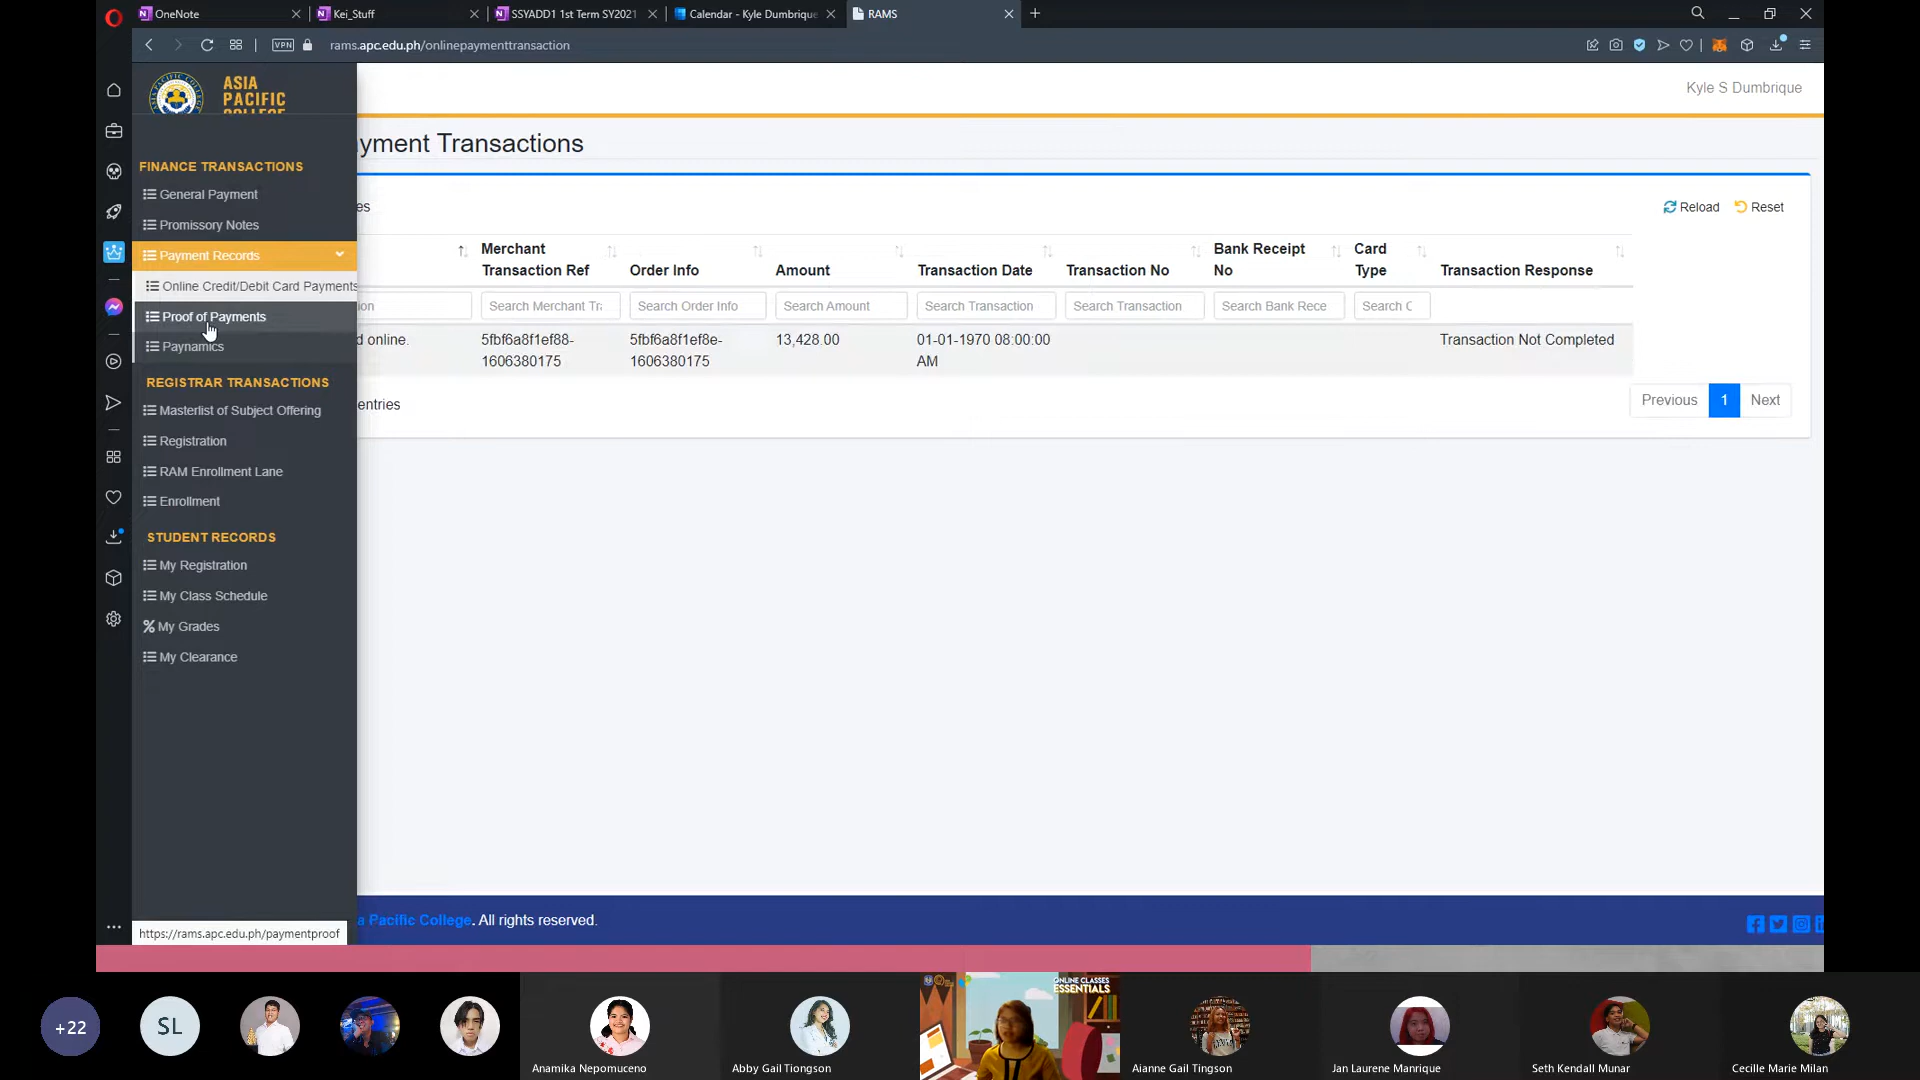 OneNote
Kei_Stuff
SSYADD1 1st Term SY2021
Calendar - Kyle Dumbrique
RAMS
VPN
rams.apc.edu.ph/onlinepaymenttransaction
ASIA
PACIFIC
COLLEGE
Kyle S Dumbrique
yment Transactions
FINANCE TRANSACTIONS
General Payment
Promissory Notes
Payment Records
Online Credit/Debit Card Payments
Proof of Payments
Paynamics
REGISTRAR TRANSACTIONS
Masterlist of Subject Offering
Registration
RAM Enrollment Lane
Enrollment
STUDENT RECORDS
My Registration
My Class Schedule
My Grades
My Clearance
es
Reload Reset
Merchant
Transaction Ref
Order Info
Amount
Transaction Date
Transaction No
Bank Receipt
No
Card
Type
Transaction Response
ion
Search Merchant Tra
Search Order Info
Search Amount
Search Transaction
Search Transaction
Search Bank Rece
Search C
d online.
5fbf6a8f1ef88-
1606380175
5fbf6a8f1ef8e-
1606380175
13,428.00
01-01-1970 08:00:00
AM
Transaction Not Completed
entries
Previous 1 Next
a Pacific College. All rights reserved.
https://rams.apc.edu.ph/paymentproof
+22
SL
ONLINE CLASSES
ESSENTIALS
Anamika Nepomuceno
Abby Gail Tiongson
Aianne Gail Tingson
Jan Laurene Manrique
Seth Kendall Munar
Cecille Marie Milan